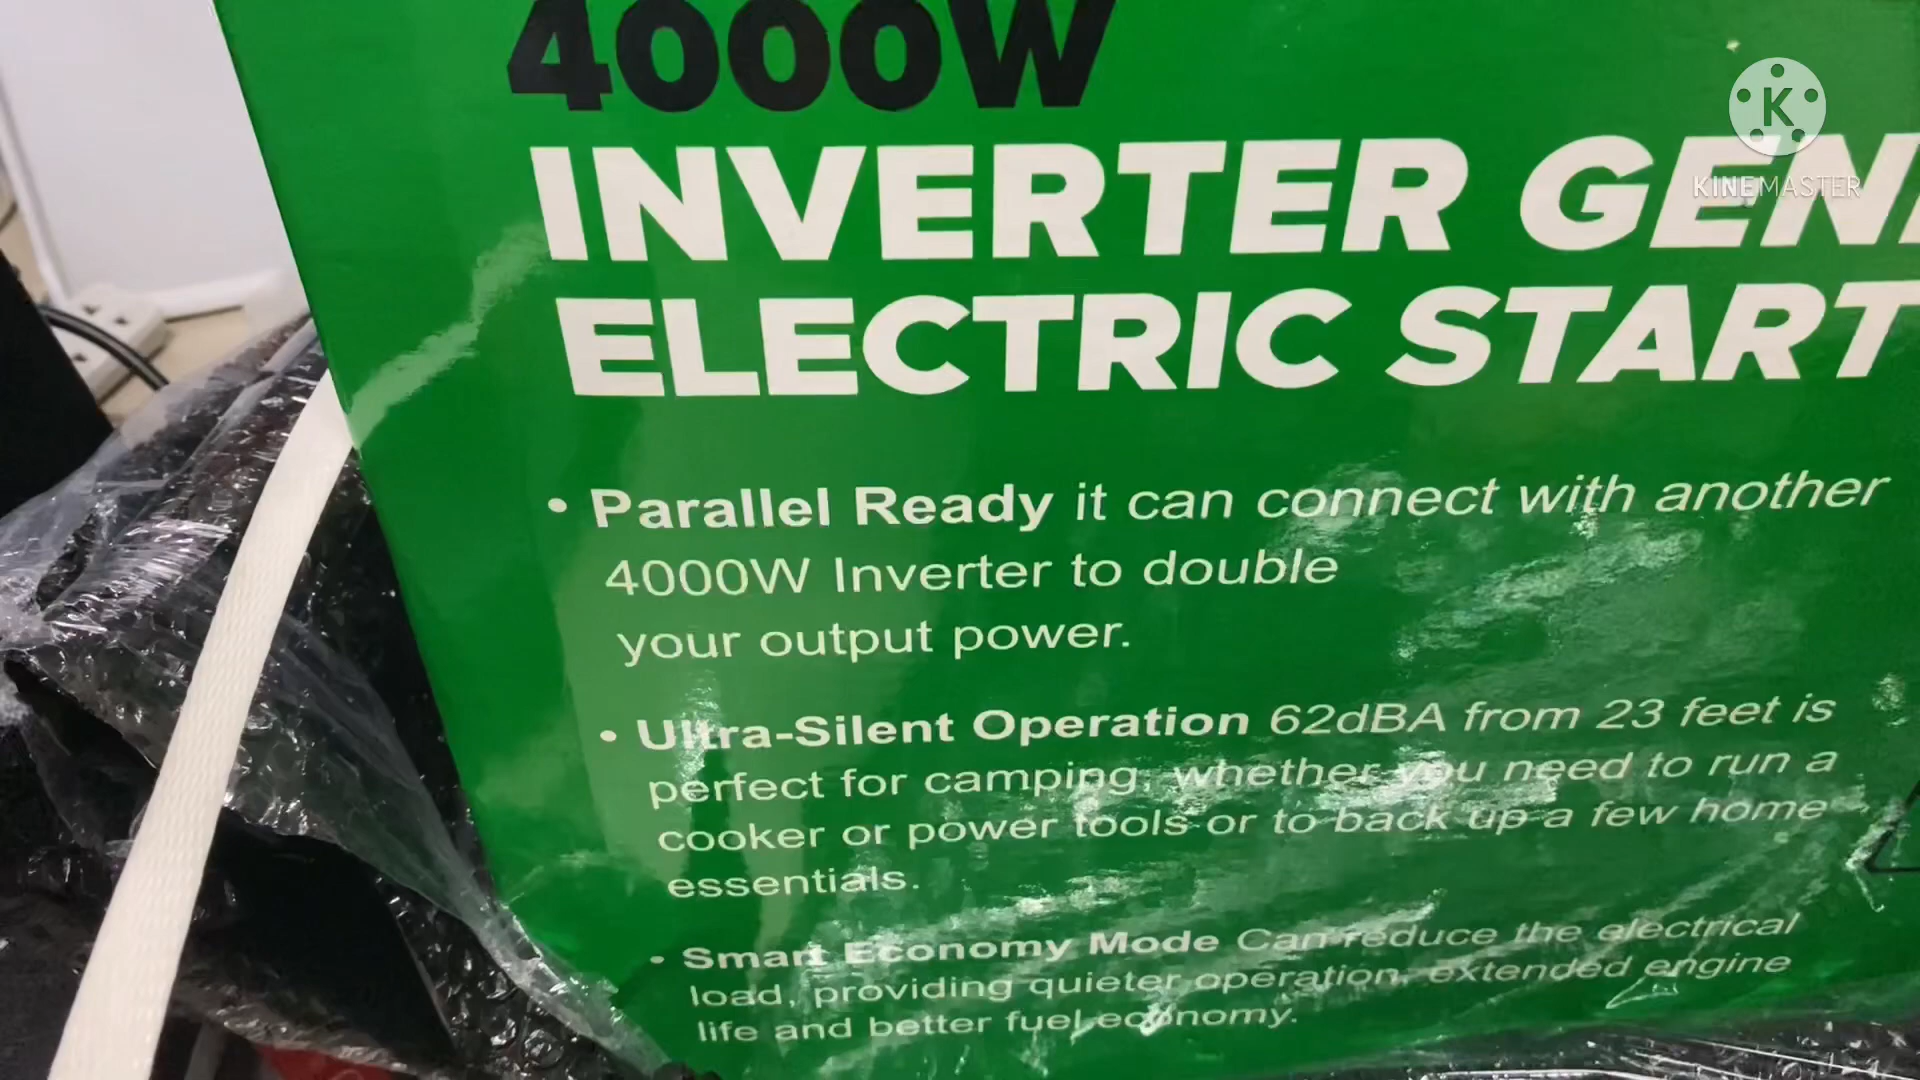 4000W
KINEMASTER
INVERTER GEN
ELECTRIC START
• Parallel Ready it can connect with another
4000W Inverter to double
your output power.
• Ultra-Silent Operation 62dBA from 23 feet is
perfect for camping, whether you need to run a
cooker or power tools or to back up a few home
essentials.
• Smart Economy Mode Can reduce the electrical
load, providing quieter operation, extended engine
life and better fuel economy.